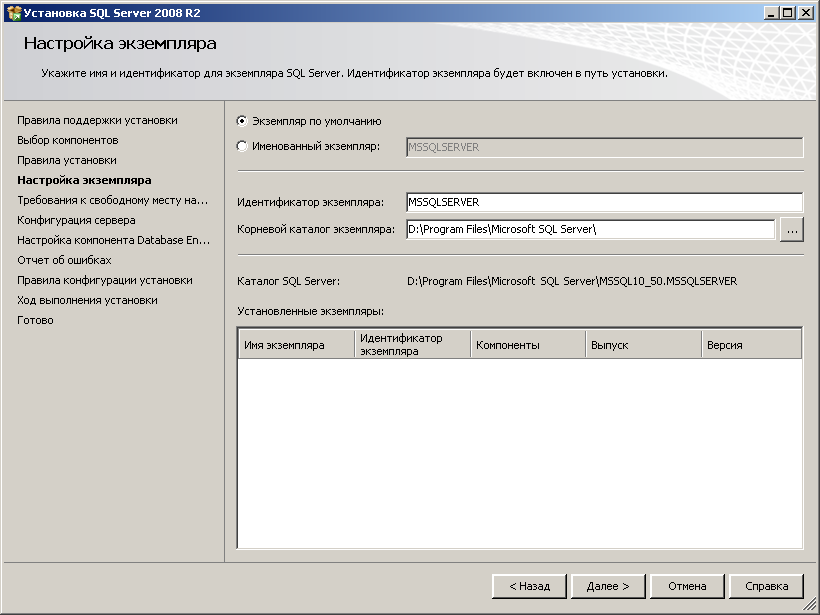 Установка SQL Server 2008 R2
Настройка экземпляра
Укажите имя и идентификатор для экземпляра SQL Server. Идентификатор экземпляра будет включен в путь установки.
Правила поддержки установки
Выбор компонентов
Правила установки
Настройка экземпляра
Требования к свободному месту на...
Конфигурация сервера
Настройка компонента Database En...
Отчет об ошибках
Правила конфигурации установки
Ход выполнения установки
Готово
Экземпляр по умолчанию
Именованный экземпляр: MSSQLSERVER
Идентификатор экземпляра: MSSQLSERVER
Корневой каталог экземпляра: D:\Program Files\Microsoft SQL Server\ ...
Каталог SQL Server: D:\Program Files\Microsoft SQL Server\MSSQL10_50.MSSQLSERVER
Установленные экземпляры:
Имя экземпляра Идентификатор экземпляра Компоненты Выпуск Версия
< Назад Далее > Отмена Справка